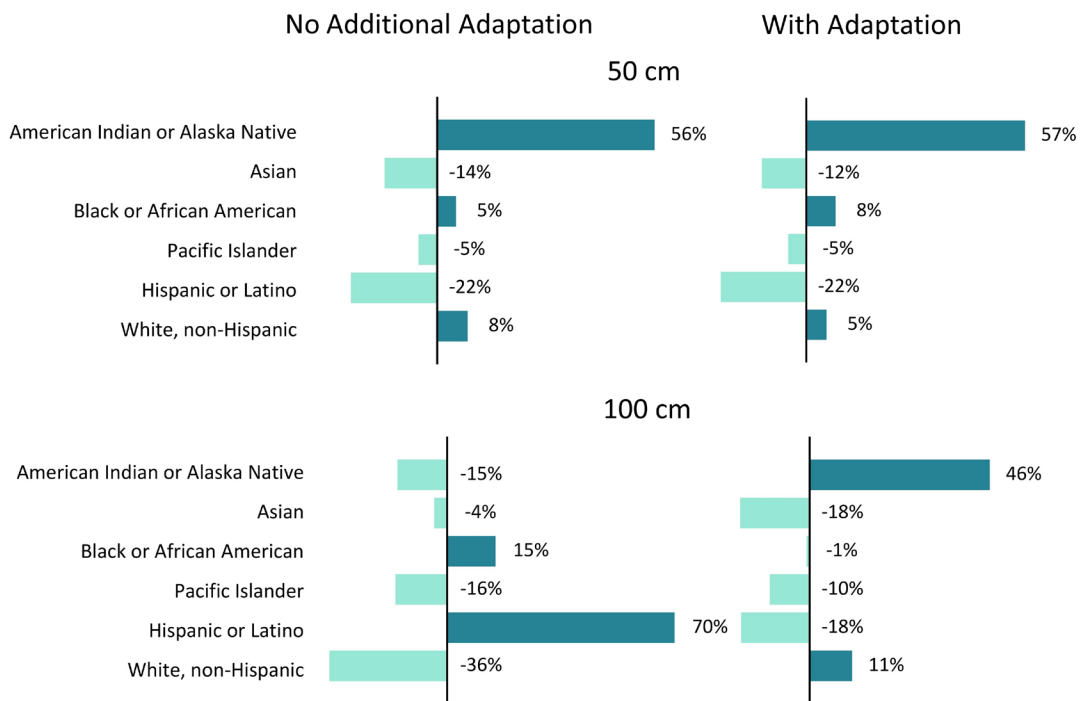 No Additional Adaptation With Adaptation
50 cm
American Indian or Alaska Native 56% 57%
Asian -14% -12%
Black or African American 5% 8%
Pacific Islander -5% -5%
Hispanic or Latino -22% -22%
White, non-Hispanic 8% 5%
100 cm
American Indian or Alaska Native -15% 46%
Asian -4% -18%
Black or African American 15% -1%
Pacific Islander -16% -10%
Hispanic or Latino 70% -18%
White, non-Hispanic -36% 11%